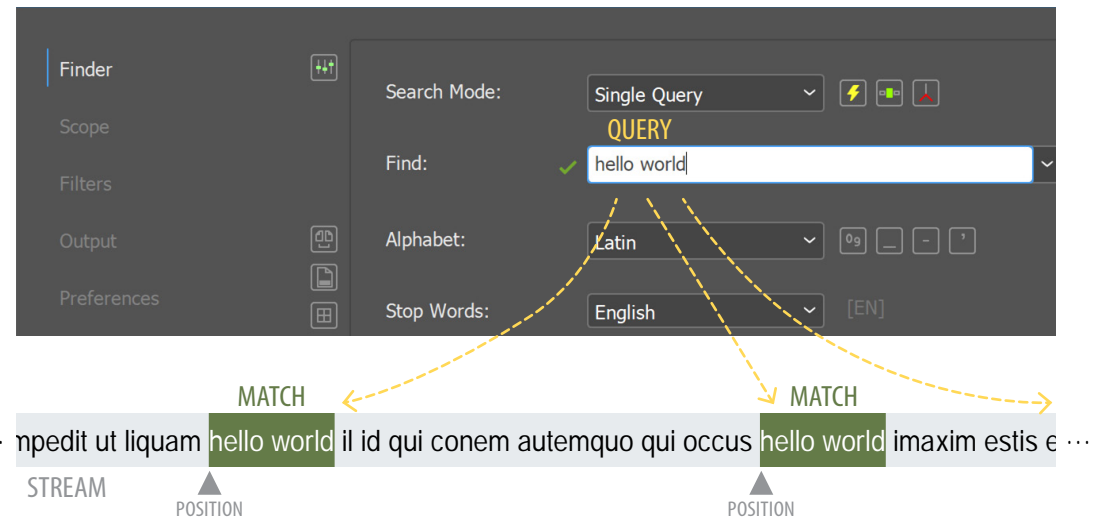 Finder
Search Mode: Single Query
Scope
QUERY
Find: hello world
Filters
Output
Alphabet: Latin 09 _ - '
Preferences
Stop Words: English [EN]
MATCH MATCH
· mpedit ut liquam hello world il id qui conem autemquo qui occus hello world imaxim estis e ···
STREAM
POSITION POSITION